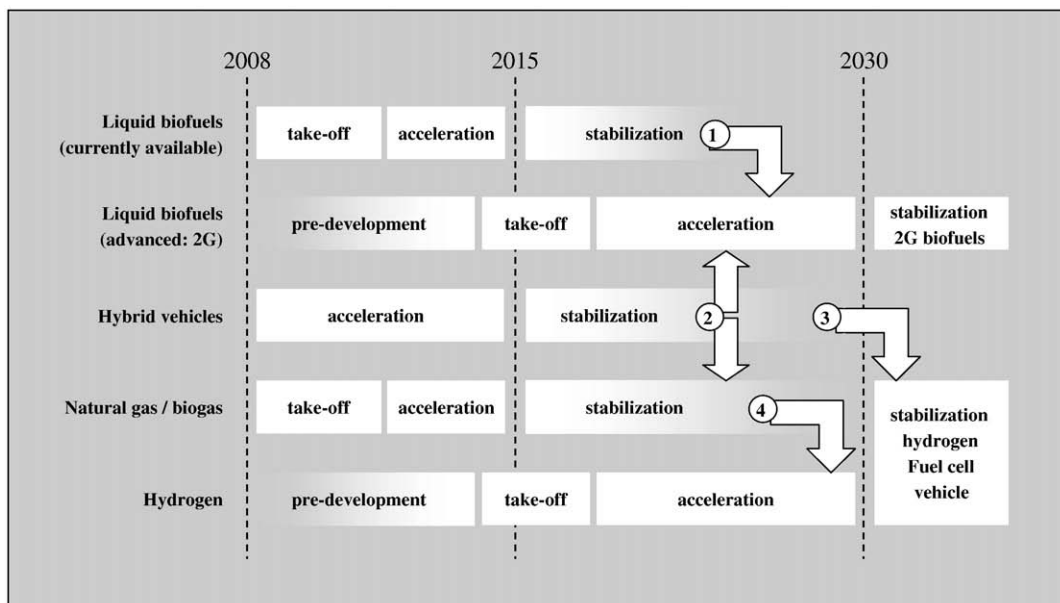 2008 2015 2030
Liquid biofuels
(currently available)
take-off acceleration stabilization 1
Liquid biofuels
(advanced: 2G)
pre-development take-off acceleration
stabilization
2G biofuels
Hybrid vehicles acceleration stabilization 2 3
Natural gas / biogas take-off acceleration stabilization 4
stabilization
hydrogen
Fuel cell
vehicle
Hydrogen pre-development take-off acceleration